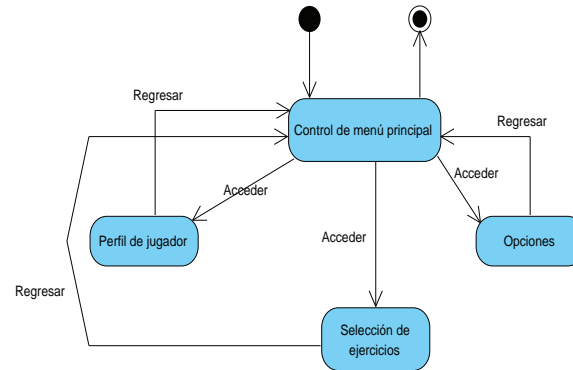 Regresar
Control de menú principal
Regresar
Acceder
Acceder
Perfil de jugador
Acceder
Opciones
Regresar
Selección de
ejercicios